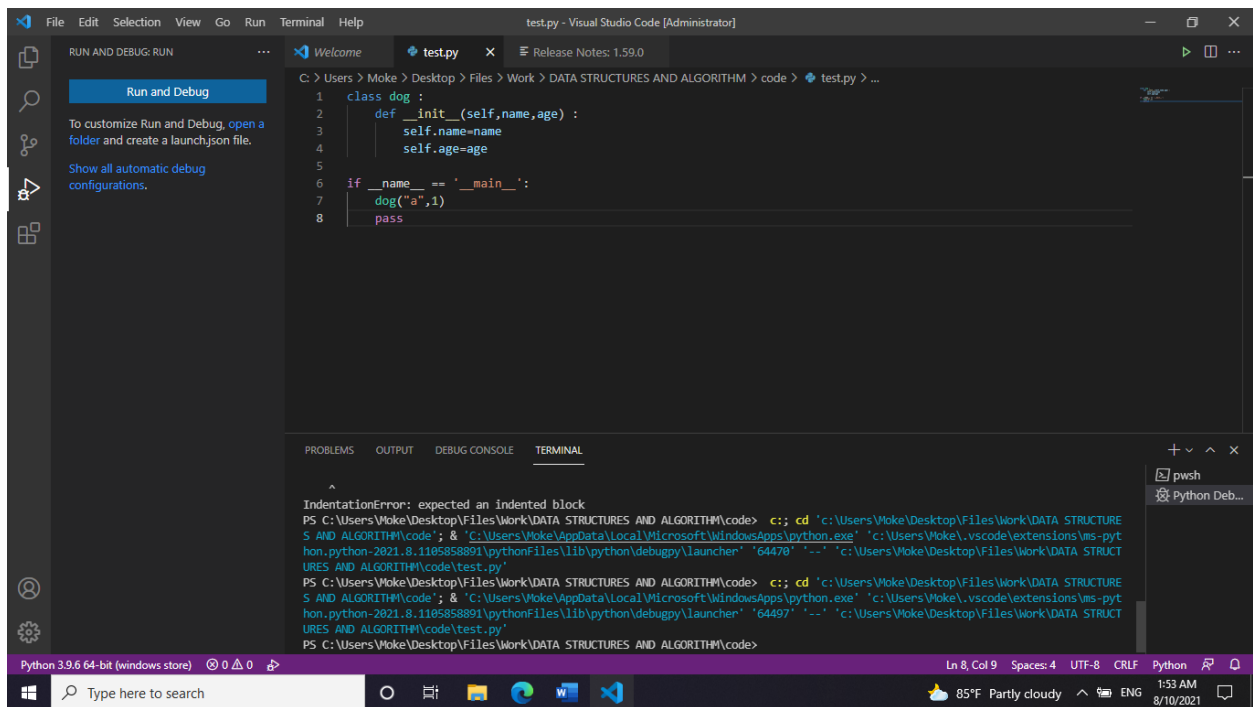 File Edit Selection View Go Run Terminal Help test.py - Visual Studio Code [Administrator]
RUN AND DEBUG: RUN ...
Welcome test.py Release Notes: 1.59.0
C: > Users > Moke > Desktop > Files > Work > DATA STRUCTURES AND ALGORITHM > code > test.py > ...
Run and Debug
To customize Run and Debug, open a
folder and create a launch.json file.
Show all automatic debug
configurations.
1 class dog :
2     def __init__(self,name,age) :
3         self.name=name
4         self.age=age
5
6 if __name__ == '__main__':
7     dog("a",1)
8     pass
PROBLEMS OUTPUT DEBUG CONSOLE TERMINAL
pwsh
Python Deb...
^
IndentationError: expected an indented block
PS C:\Users\Moke\Desktop\Files\Work\DATA STRUCTURES AND ALGORITHM\code>  c:; cd 'c:\Users\Moke\Desktop\Files\Work\DATA STRUCTURE
S AND ALGORITHM\code'; & 'C:\Users\Moke\AppData\Local\Microsoft\WindowsApps\python.exe' 'c:\Users\Moke\.vscode\extensions\ms-pyt
hon.python-2021.8.1105858891\pythonFiles\lib\python\debugpy\launcher' '64470' '--' 'c:\Users\Moke\Desktop\Files\Work\DATA STRUCT
URES AND ALGORITHM\code\test.py'
PS C:\Users\Moke\Desktop\Files\Work\DATA STRUCTURES AND ALGORITHM\code>  c:; cd 'c:\Users\Moke\Desktop\Files\Work\DATA STRUCTURE
S AND ALGORITHM\code'; & 'C:\Users\Moke\AppData\Local\Microsoft\WindowsApps\python.exe' 'c:\Users\Moke\.vscode\extensions\ms-pyt
hon.python-2021.8.1105858891\pythonFiles\lib\python\debugpy\launcher' '64497' '--' 'c:\Users\Moke\Desktop\Files\Work\DATA STRUCT
URES AND ALGORITHM\code\test.py'
PS C:\Users\Moke\Desktop\Files\Work\DATA STRUCTURES AND ALGORITHM\code>
Python 3.9.6 64-bit (windows store) 0 0 Ln 8, Col 9 Spaces: 4 UTF-8 CRLF Python
Type here to search 85°F Partly cloudy ENG 1:53 AM
8/10/2021